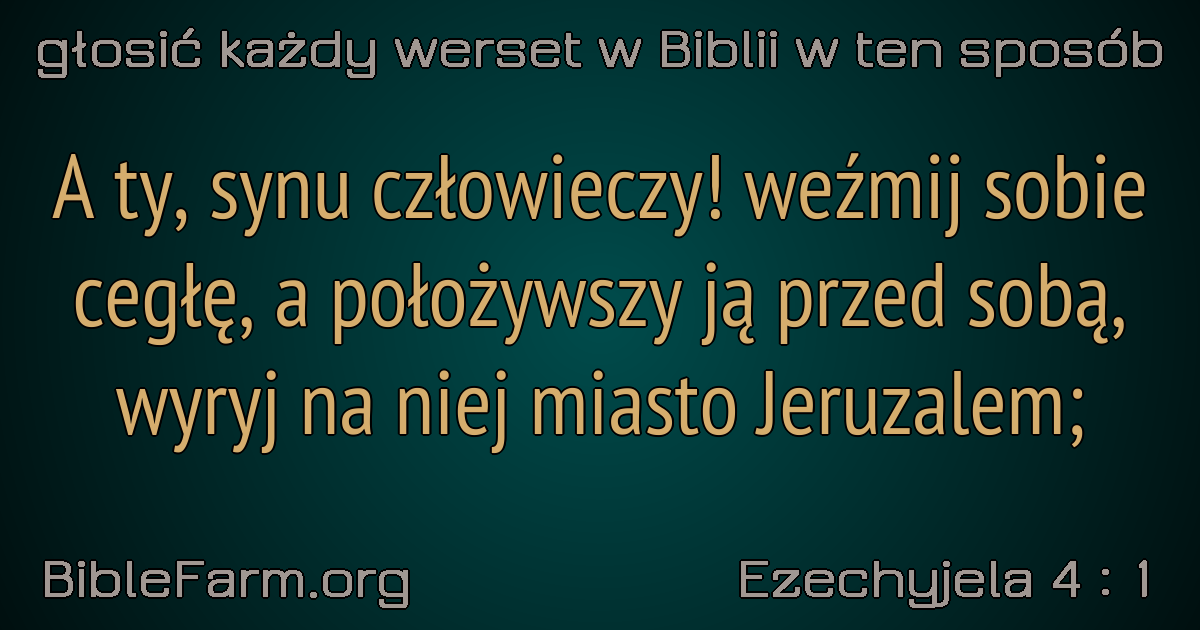 głosić każdy werset w Biblii w ten sposób
A ty, synu człowieczy! weźmij sobie
cegłę, a położywszy ją przed sobą,
wyryj na niej miasto Jeruzalem;
BibleFarm.org
Ezechyjela 4 : 1